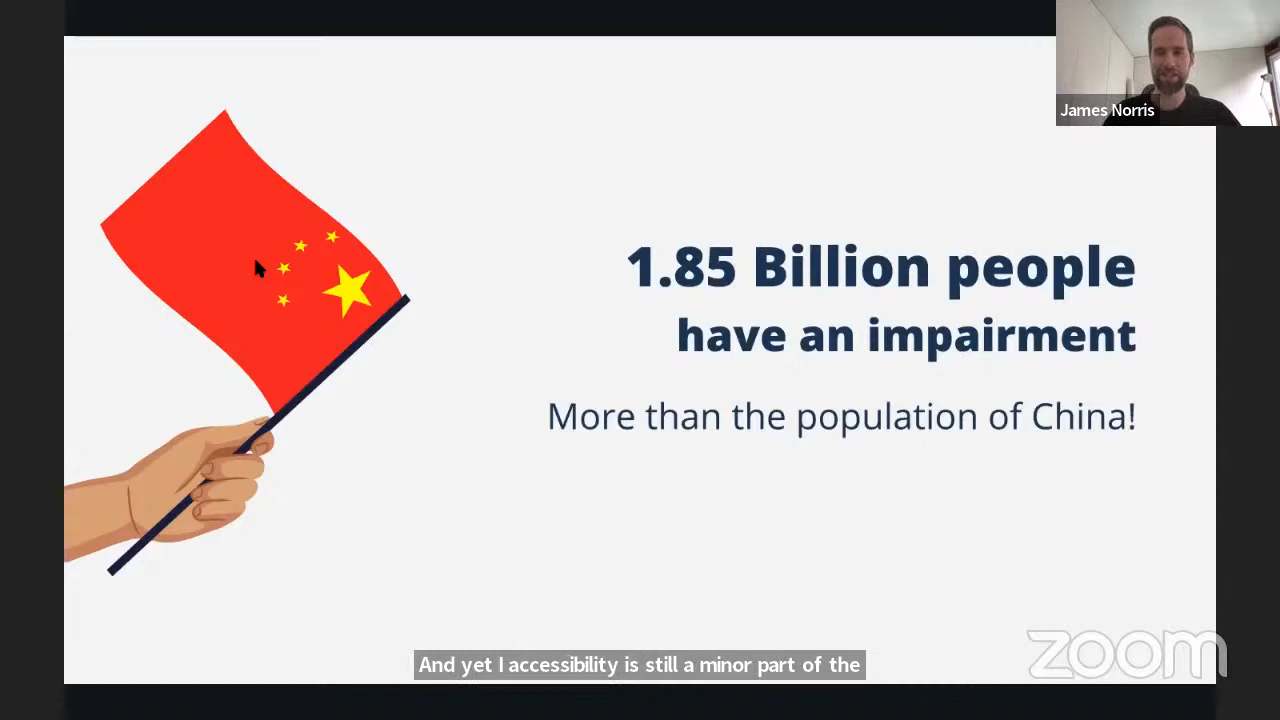 James Norris
1.85 Billion people
have an impairment
More than the population of China!
And yet I accessibility is still a minor part of the
zoom